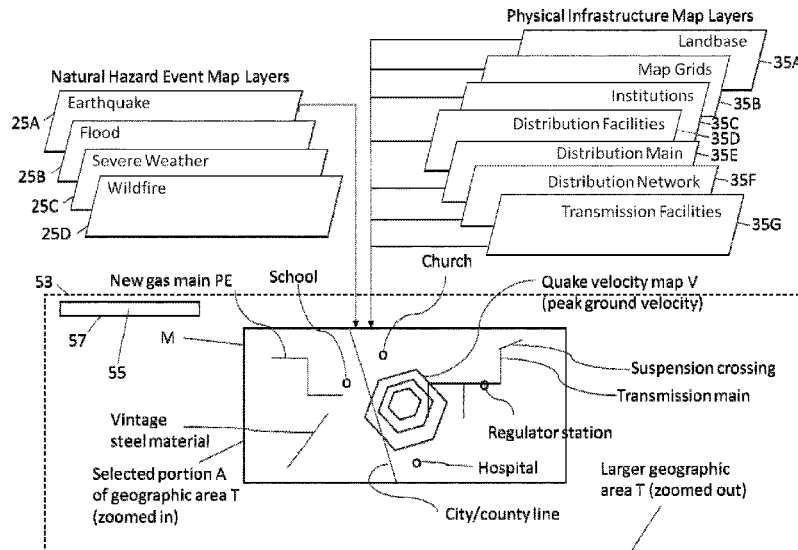 Physical Infrastructure Map Layers
Landbase
35A
Map Grids
35B
Institutions
35C
Distribution Facilities
35D
Distribution Main
35E
Distribution Network
35F
Transmission Facilities
35G
Natural Hazard Event Map Layers
Earthquake
25A
Flood
25B
Severe Weather
25C
Wildfire
25D
53
New gas main PE
School
Church
Quake velocity map V
(peak ground velocity)
57
55
M
Suspension crossing
Transmission main
Vintage
steel material
Regulator station
Selected portion A
of geographic area T
(zoomed in)
Hospital
City/county line
Larger geographic
area T (zoomed out)